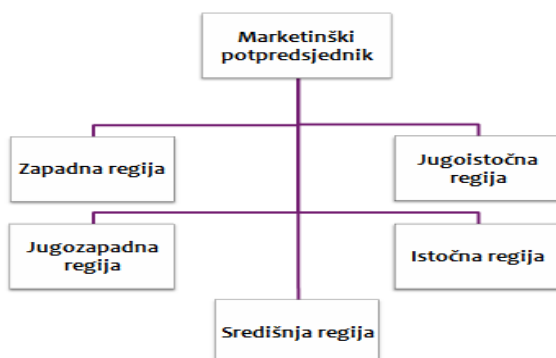 Marketinški
potpredsjednik
Zapadna regija
Jugoistočna
regija
Jugozapadna
regija
Istočna regija
Središnja regija